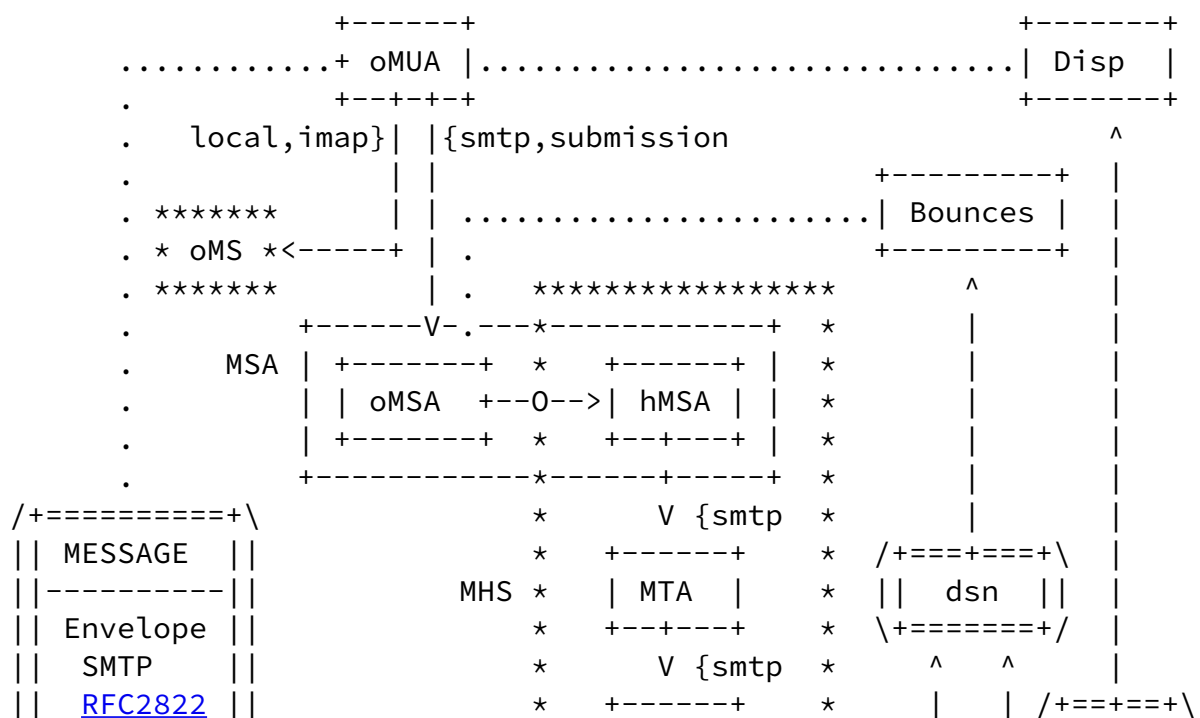 +------+                               +-------+
         ............+ oMUA |...............................| Disp  |
         .                 +--+-+-+                               +-------+
         .     local,imap}| |{smtp,submission                      ^
         .                    | |                         +---------+   |
         .  *******           | | .......................| Bounces |   |
         .  * oMS *<-----+ | .                       +---------+   |
         .  *******             | .    *****************        ^        |
         .            +------V-.---*------------+   *        |        |
         .        MSA | +-------+   *    +------+ |   *        |        |
         .            | | oMSA  +--O-->| hMSA | |   *        |        |
         .            | +-------+   *    +--+---+ |   *        |        |
         .            +------------*------+-----+   *        |        |
/+==========+\                     *       V {smtp   *        |        |
|| MESSAGE  ||                     *    +------+     *   /+===+===+\   |
||----------||                MHS *    | MTA  |     *   ||  dsn  ||   |
|| Envelope ||                     *    +--+---+     *   \+=======+/   |
||  SMTP    ||                     *       V {smtp   *      ^   ^      |
||  RFC2822 ||                     *    +------+     *      |   | /+==+==+\